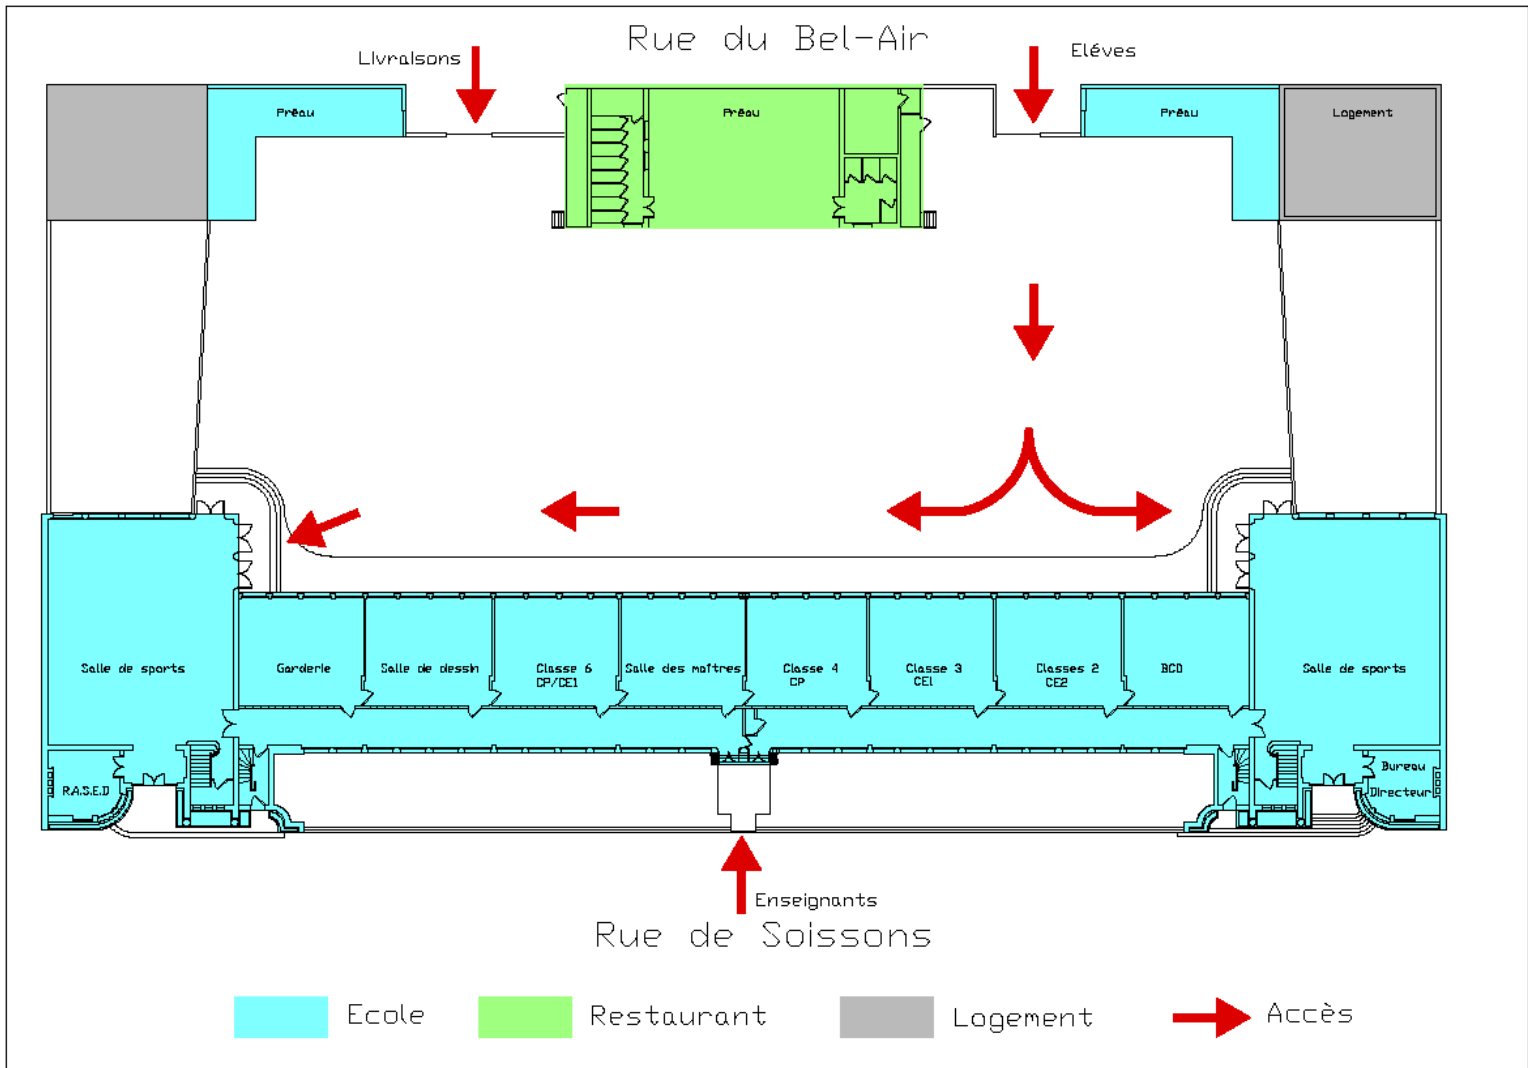 Rue du Bel-Air
Livraisons
Eléves
Préau
Préau
Préau
Logement
Salle de sports
Garderie
Salle de dessin
Classe 6
CP/CE1
Salle des maîtres
Classe 4
CP
Classe 3
CE1
Classes 2
CE2
BCD
Salle de sports
R.A.S.E.D
Bureau
Directeur
Enseignants
Rue de Soissons
Ecole
Restaurant
Logement
Accès